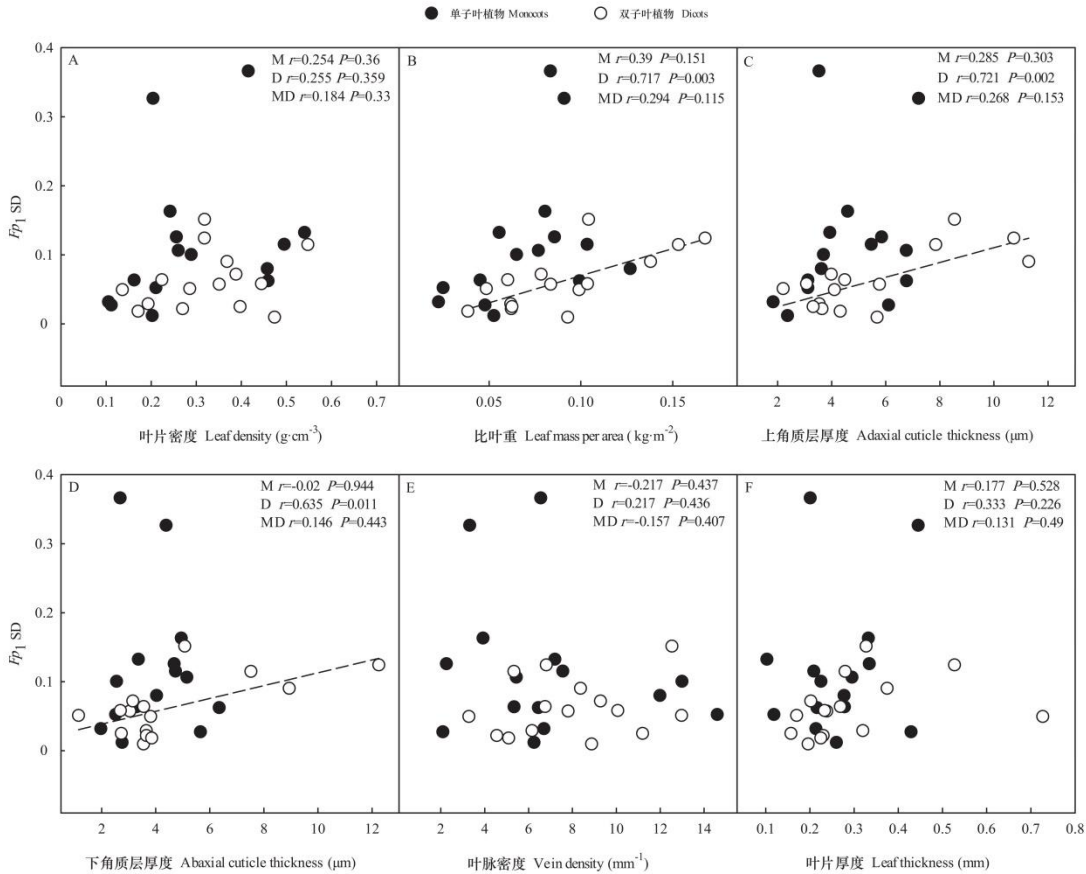 单子叶植物 Monocots 双子叶植物 Dicots
A
M r=0.254 P=0.36
D r=0.255 P=0.359
MD r=0.184 P=0.33
B
M r=0.39 P=0.151
D r=0.717 P=0.003
MD r=0.294 P=0.115
C
M r=0.285 P=0.303
D r=0.721 P=0.002
MD r=0.268 P=0.153
0.4
0.3
0.2
0.1
0
Fp₁ SD
0 0.1 0.2 0.3 0.4 0.5 0.6 0.7
叶片密度 Leaf density (g·cm⁻³)
0.05 0.10 0.15
比叶重 Leaf mass per area (kg·m⁻²)
2 4 6 8 10 12
上角质层厚度 Adaxial cuticle thickness (μm)
D
M r=-0.02 P=0.944
D r=0.635 P=0.011
MD r=0.146 P=0.443
E
M r=-0.217 P=0.437
D r=0.217 P=0.436
MD r=-0.157 P=0.407
F
M r=0.177 P=0.528
D r=0.333 P=0.226
MD r=0.131 P=0.49
0.4
0.3
0.2
0.1
0
Fp₁ SD
2 4 6 8 10 12
下角质层厚度 Abaxial cuticle thickness (μm)
2 4 6 8 10 12 14
叶脉密度 Vein density (mm⁻¹)
0.1 0.2 0.3 0.4 0.5 0.6 0.7 0.8
叶片厚度 Leaf thickness (mm)